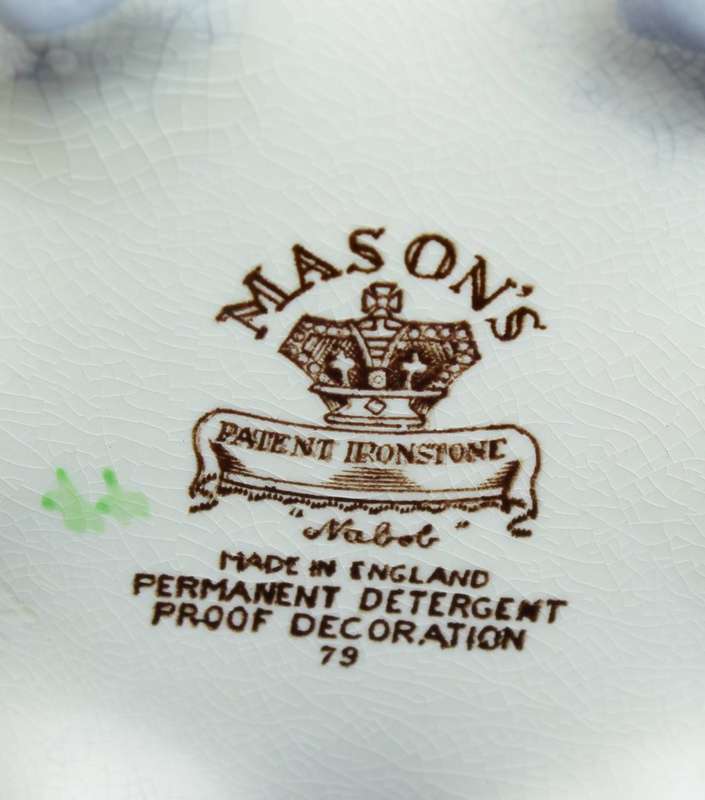 MASON'S
PATENT IRONSTONE
"Nabob"
MADE IN ENGLAND
PERMANENT DETERGENT
PROOF DECORATION
79